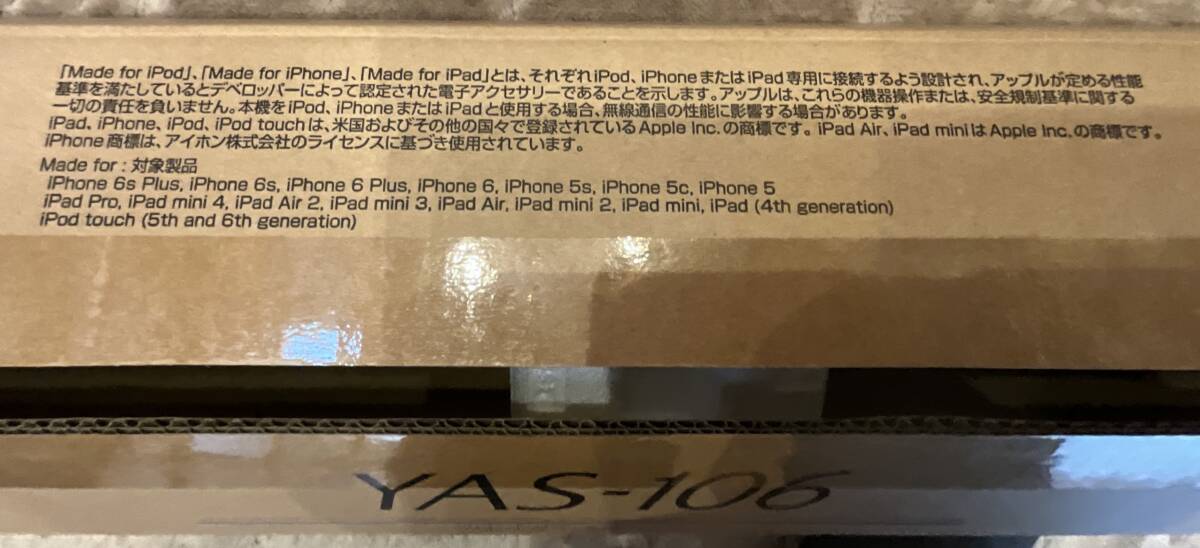 「Made for iPod」、「Made for iPhone」、「Made for iPad」とは、それぞれiPod、iPhoneまたはiPad専用に接続するよう設計され、アップルが定める性能
基準を満たしているとデベロッパーによって認定された電子アクセサリーであることを示します。アップルは、これらの機器操作または、安全規制基準に関する
一切の責任を負いません。本機をiPod、iPhoneまたはiPadと使用する場合、無線通信の性能に影響する場合があります。
iPad、iPhone、iPod、iPod touchは、米国およびその他の国々で登録されているApple Inc.の商標です。iPad Air、iPad miniはApple Inc.の商標です。
iPhone商標は、アイホン株式会社のライセンスに基づき使用されています。
Made for : 対象製品
iPhone 6s Plus, iPhone 6s, iPhone 6 Plus, iPhone 6, iPhone 5s, iPhone 5c, iPhone 5
iPad Pro, iPad mini 4, iPad Air 2, iPad mini 3, iPad Air, iPad mini 2, iPad mini, iPad (4th generation)
iPod touch (5th and 6th generation)
YAS-106